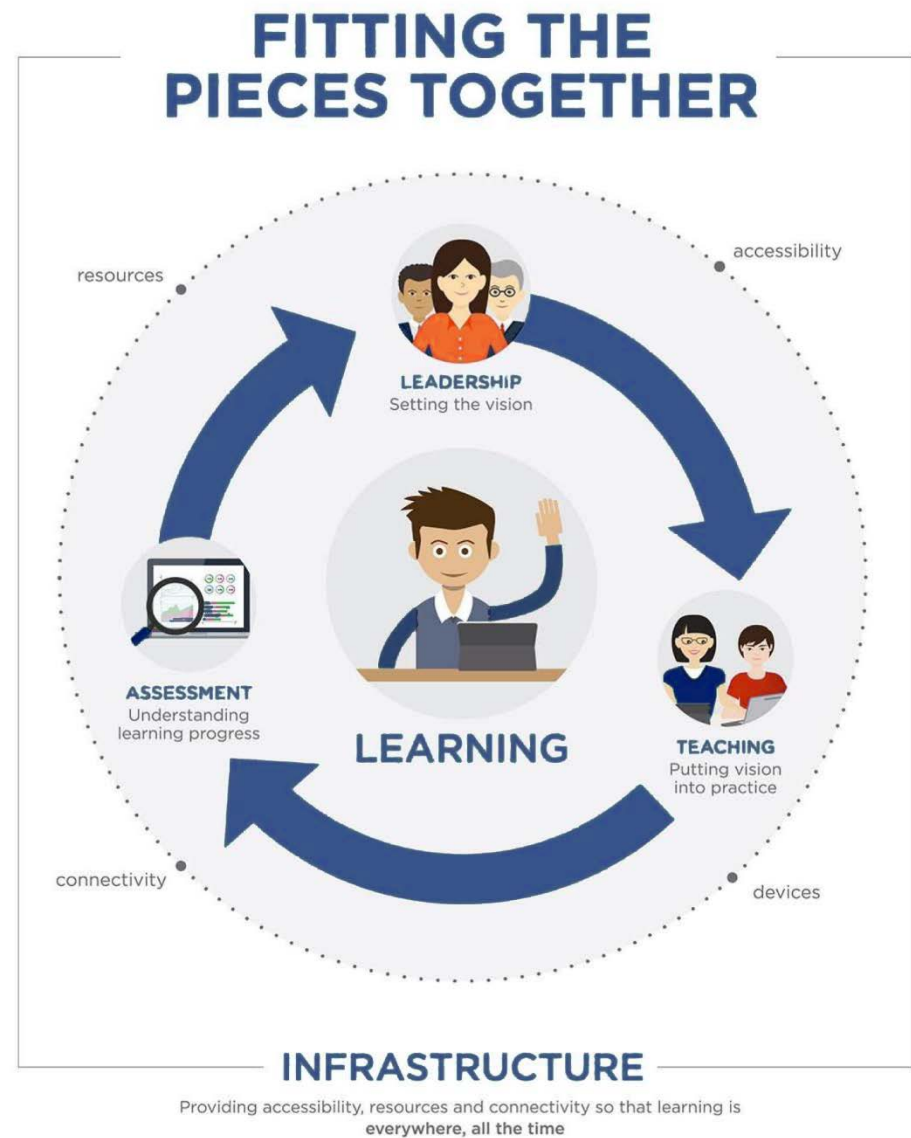 FITTING THE
PIECES TOGETHER
resources
accessibility
LEADERSHIP
Setting the vision
ASSESSMENT
Understanding
learning progress
LEARNING
TEACHING
Putting vision
into practice
connectivity
devices
INFRASTRUCTURE
Providing accessibility, resources and connectivity so that learning is
everywhere, all the time